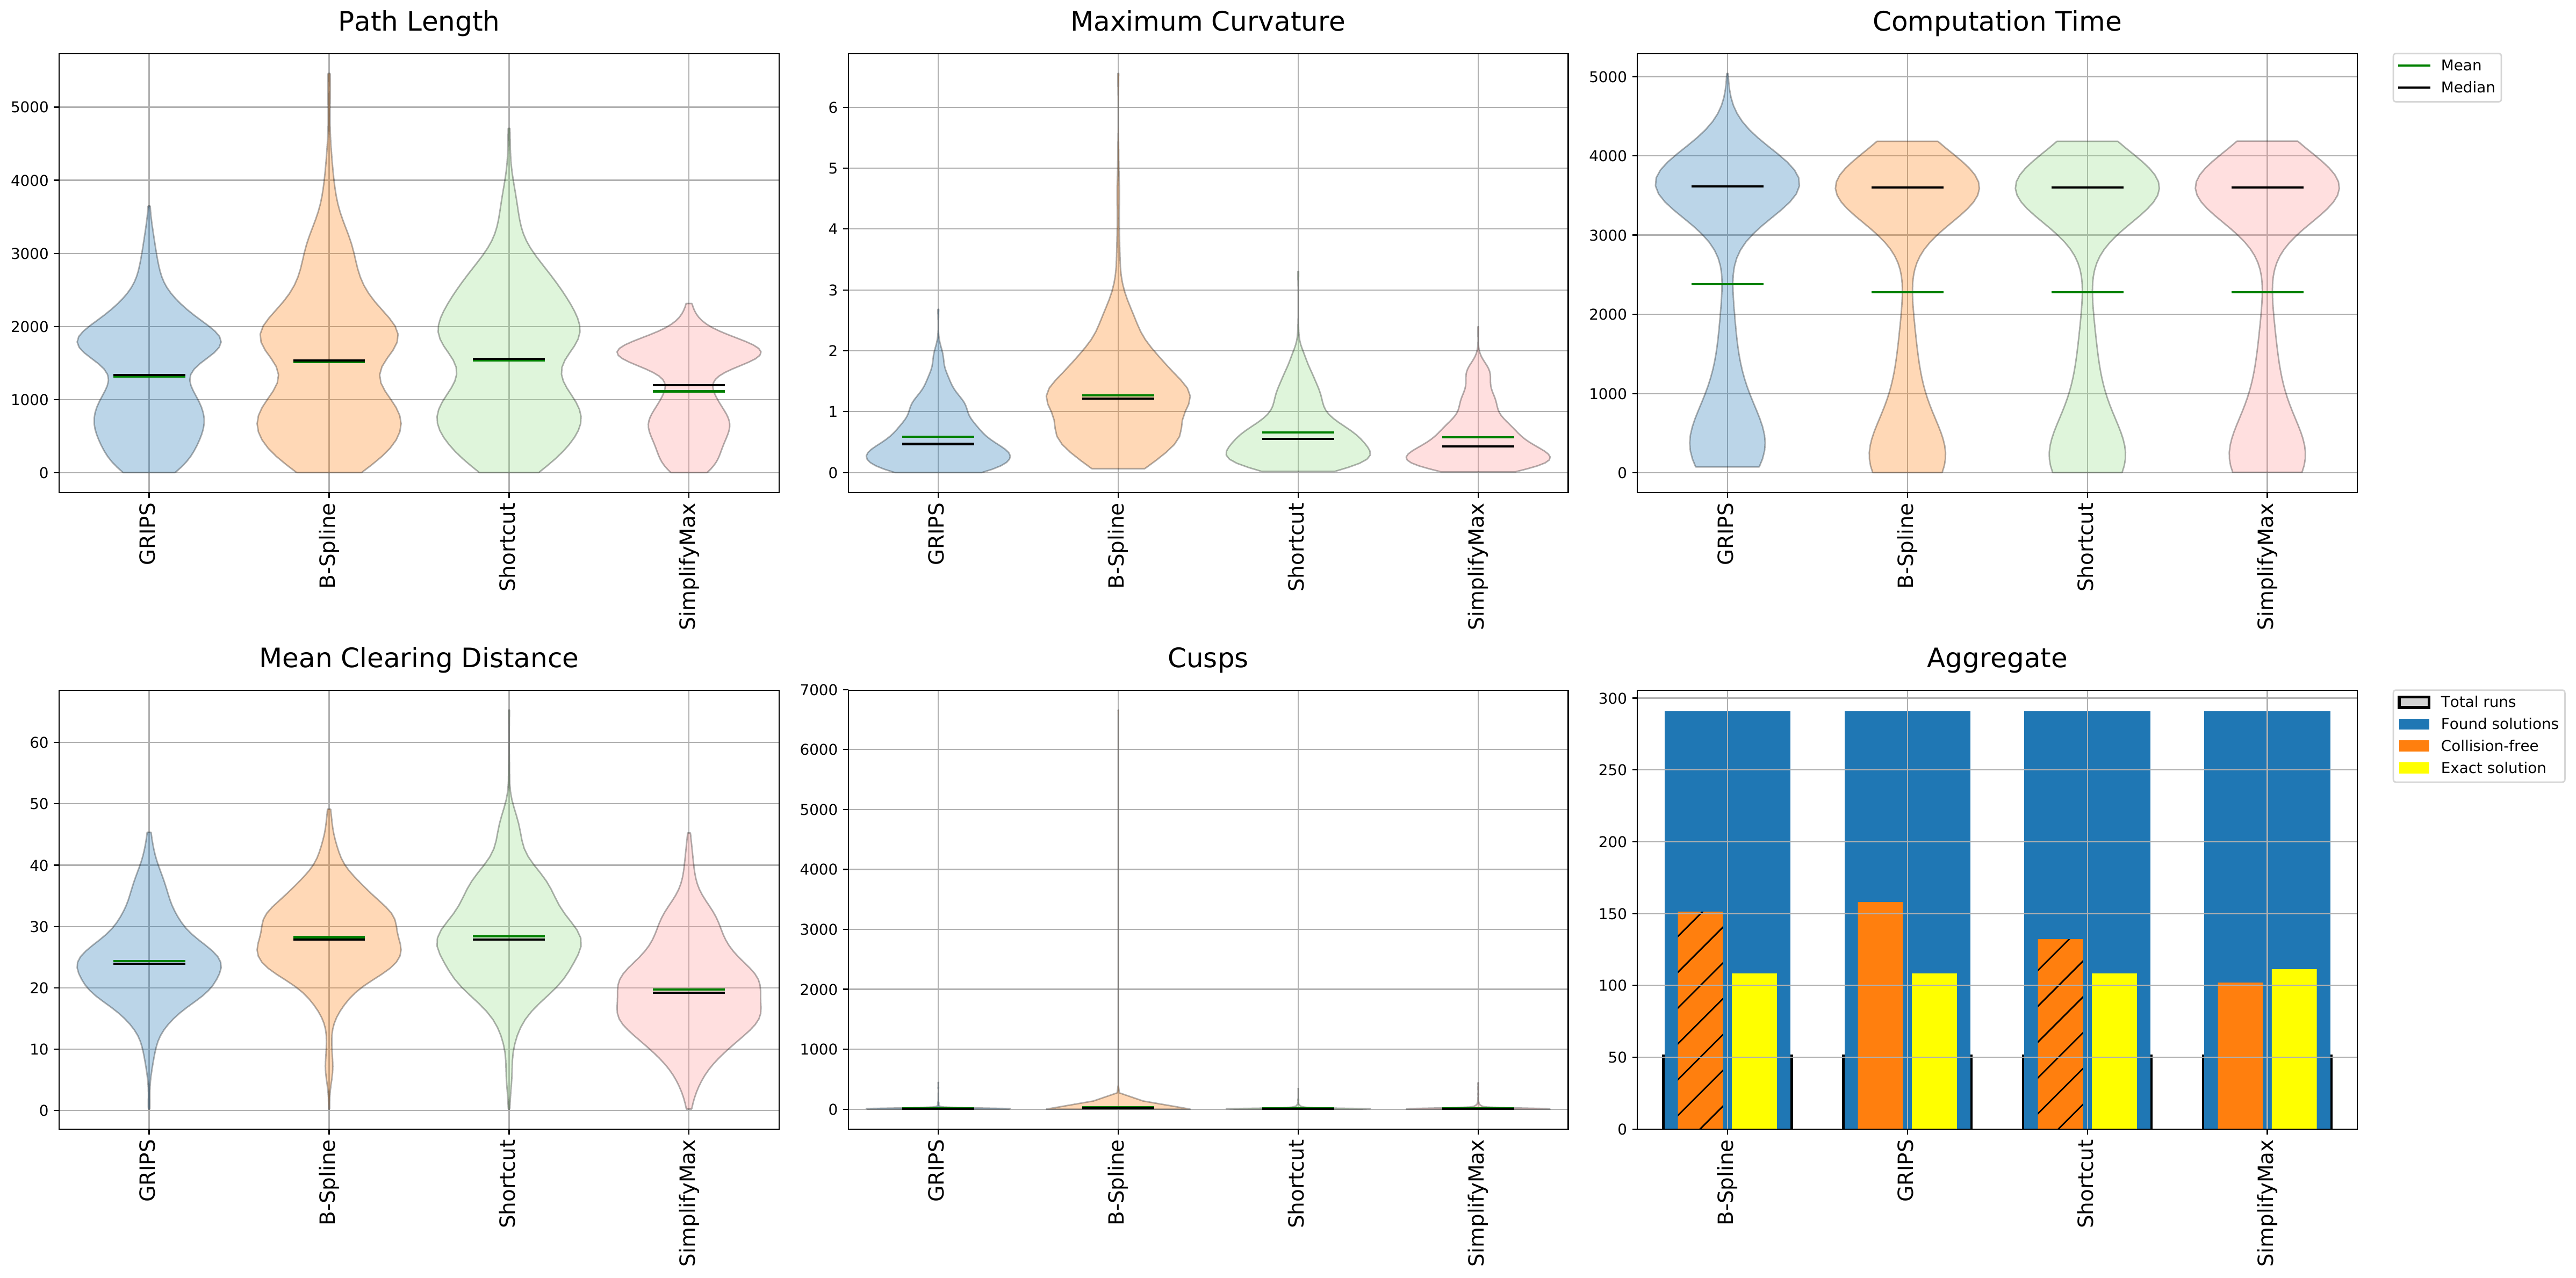 Path Length
5000
4000
3000
2000
1000
0
GRIPS
B-Spline
Shortcut
SimplifyMax
Maximum Curvature
6
5
4
3
2
1
0
GRIPS
B-Spline
Shortcut
SimplifyMax
Computation Time
5000
4000
3000
2000
1000
0
GRIPS
B-Spline
Shortcut
SimplifyMax
Mean
Median
Mean Clearing Distance
60
50
40
30
20
10
0
GRIPS
B-Spline
Shortcut
SimplifyMax
Cusps
7000
6000
5000
4000
3000
2000
1000
0
GRIPS
B-Spline
Shortcut
SimplifyMax
Aggregate
300
250
200
150
100
50
0
B-Spline
GRIPS
Shortcut
SimplifyMax
Total runs
Found solutions
Collision-free
Exact solution